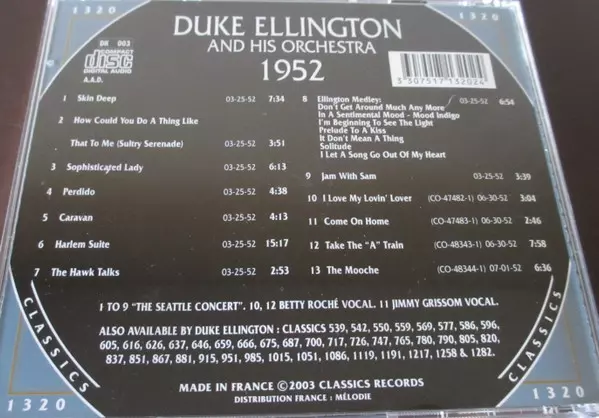 1320
1320
DUKE ELLINGTON
AND HIS ORCHESTRA
1952
DH 003
COMPACT
disc
DIGITAL AUDIO
A.A.D.
3 307517 132024
1 Skin Deep 03-25-52 7:34
2 How Could You Do A Thing Like
That To Me (Sultry Serenade) 03-25-52 3:51
3 Sophisticated Lady 03-25-52 6:13
4 Perdido 03-25-52 4:38
5 Caravan 03-25-52 4:13
6 Harlem Suite 03-25-52 15:17
7 The Hawk Talks 03-25-52 2:53
8 Ellington Medley: 03-25-52 6:54
Don't Get Around Much Any More
In A Sentimental Mood - Mood Indigo
I'm Beginning To See The Light
Prelude To A Kiss
It Don't Mean A Thing
Solitude
I Let A Song Go Out Of My Heart
9 Jam With Sam 03-25-52 3:39
10 I Love My Lovin' Lover (CO-47482-1) 06-30-52 3:04
11 Come On Home (CO-47483-1) 06-30-52 2:46
12 Take The "A" Train (CO-48343-1) 06-30-52 7:58
13 The Mooche (CO-48344-1) 07-01-52 6:36
1 TO 9 "THE SEATTLE CONCERT". 10, 12 BETTY ROCHÉ VOCAL. 11 JIMMY GRISSOM VOCAL.
ALSO AVAILABLE BY DUKE ELLINGTON : CLASSICS 539, 542, 550, 559, 569, 577, 586, 596,
605, 616, 626, 637, 646, 659, 666, 675, 687, 700, 717, 726, 747, 765, 780, 790, 805, 820,
837, 851, 867, 881, 915, 951, 985, 1015, 1051, 1086, 1119, 1191, 1217, 1258 & 1282.
CLASSICS
CLASSICS
MADE IN FRANCE ©2003 CLASSICS RECORDS
DISTRIBUTION FRANCE : MÉLODIE
1320
1320